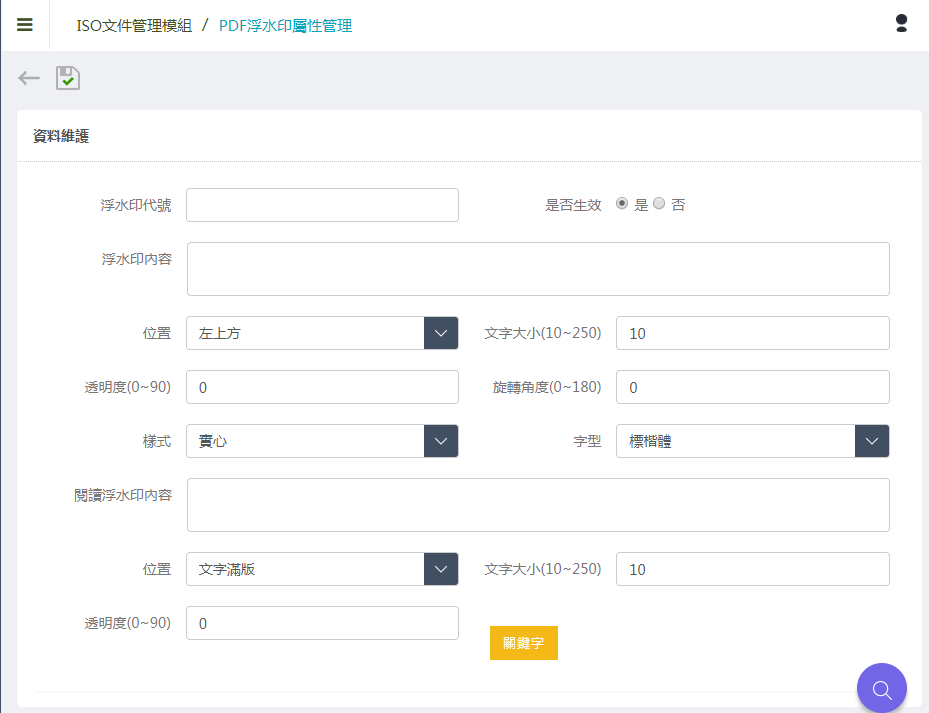 ISO文件管理模組 / PDF浮水印屬性管理
資料維護
浮水印代號 是否生效 是 否
浮水印內容
位置 左上方 文字大小(10~250) 10
透明度(0~90) 0 旋轉角度(0~180) 0
樣式 實心 字型 標楷體
閱讀浮水印內容
位置 文字滿版 文字大小(10~250) 10
透明度(0~90) 0
關鍵字